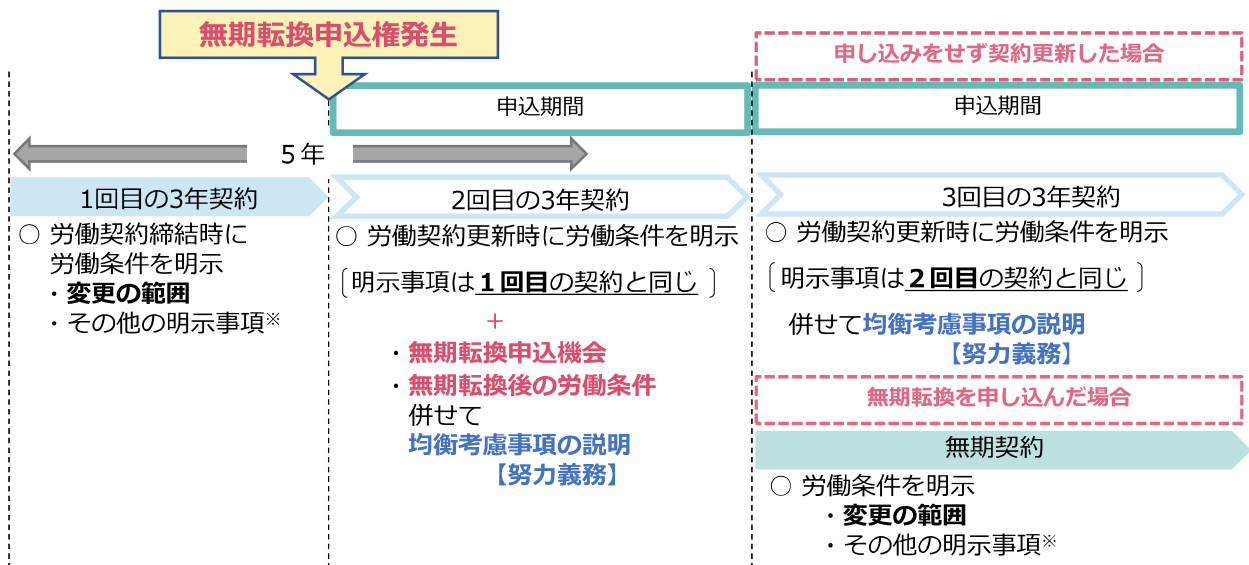 無期転換申込権発生
申し込みをせず契約更新した場合
申込期間
申込期間
５年
1回目の3年契約
2回目の3年契約
3回目の3年契約
○ 労働契約締結時に
労働条件を明示
・変更の範囲
・その他の明示事項※
○ 労働契約更新時に労働条件を明示
〔明示事項は１回目の契約と同じ〕
＋
・無期転換申込機会
・無期転換後の労働条件
併せて
均衡考慮事項の説明
【努力義務】
○ 労働契約更新時に労働条件を明示
〔明示事項は２回目の契約と同じ〕
併せて均衡考慮事項の説明
【努力義務】
無期転換を申し込んだ場合
無期契約
○ 労働条件を明示
・変更の範囲
・その他の明示事項※